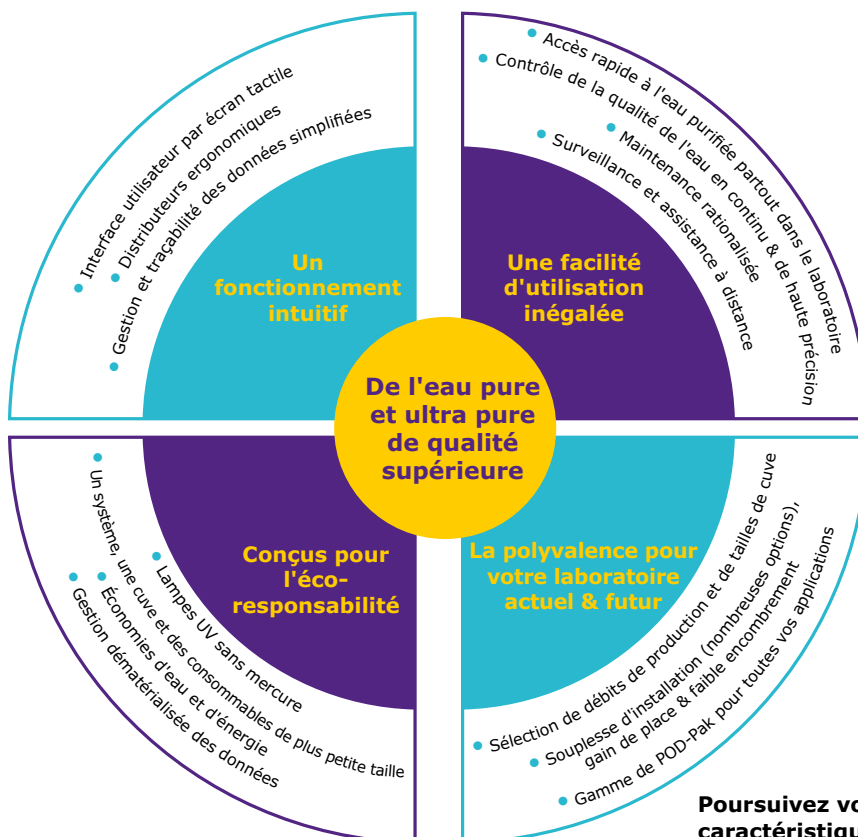 Interface utilisateur par écran tactile
Distributeurs ergonomiques
Gestion et traçabilité des données simplifiées
Un
fonctionnement
intuitif
Accès rapide à l'eau purifiée partout dans le laboratoire
Contrôle de la qualité de l'eau en continu & de haute précision
Maintenance rationalisée
Surveillance et assistance à distance
Une facilité
d'utilisation
inégalée
De l'eau pure
et ultra pure
de qualité
supérieure
Conçus pour
l'éco-
responsabilité
Lampes UV sans mercure
Un système, une cuve et des consommables de plus petite taille
Économies d'eau et d'énergie
Gestion dématérialisée des données
La polyvalence pour
votre laboratoire
actuel & futur
Sélection de débits de production et de tailles de cuve
Souplesse d'installation (nombreuses options),
gain de place & faible encombrement
Gamme de POD-Pak pour toutes vos applications
Poursuivez vo
caractéristiqu